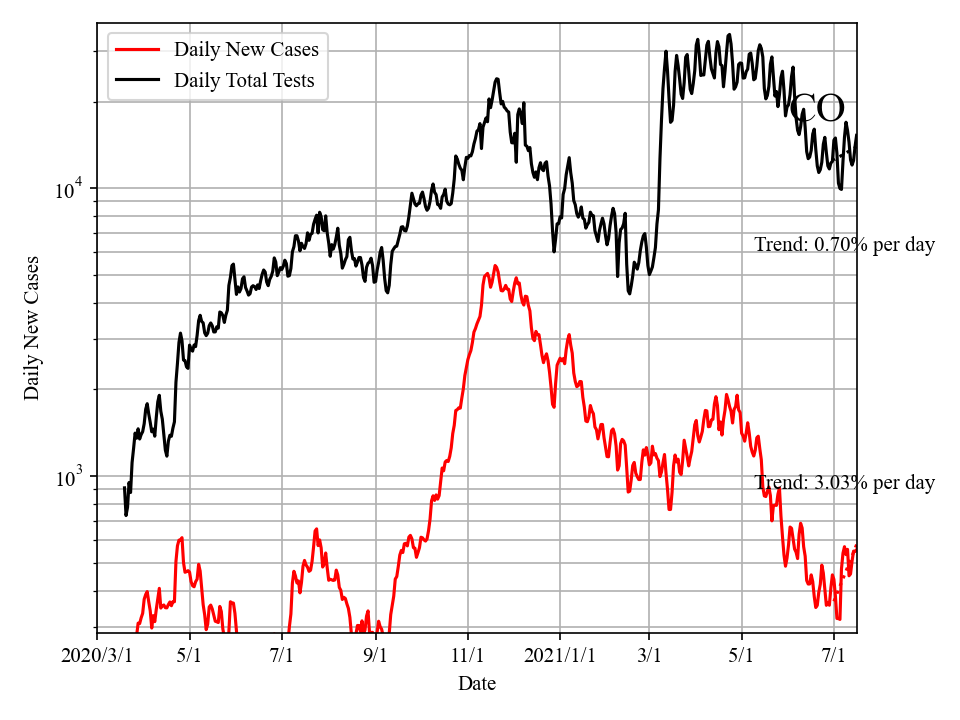 Daily New Cases
Daily Total Tests
CO
10^4
Trend: 0.70% per day
Daily New Cases
10^3
Trend: 3.03% per day
2020/3/1 5/1 7/1 9/1 11/1 2021/1/1 3/1 5/1 7/1
Date